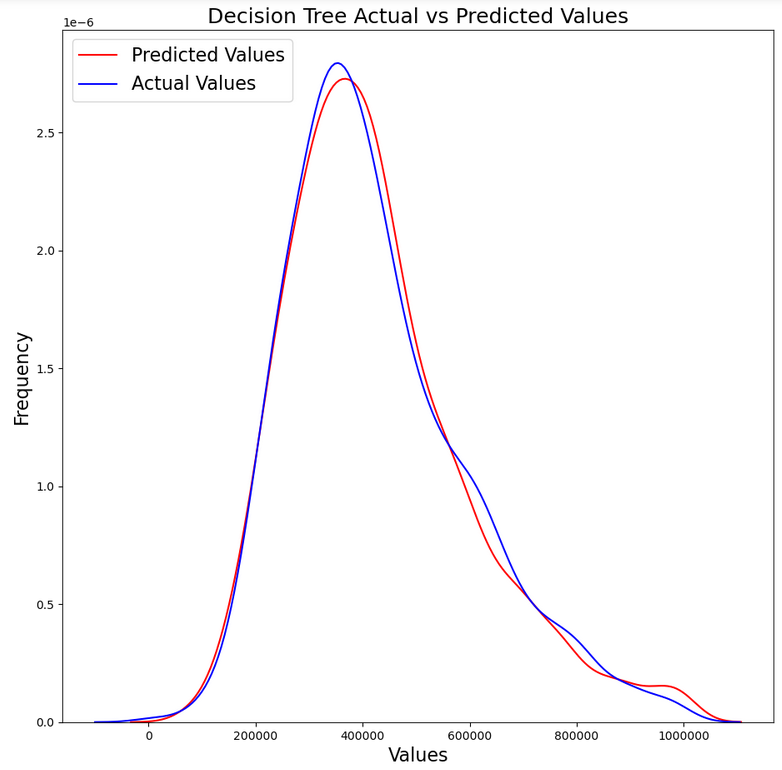 Decision Tree Actual vs Predicted Values
1e−6
Predicted Values
Actual Values
2.5
2.0
1.5
1.0
0.5
0.0
Frequency
0 200000 400000 600000 800000 1000000
Values